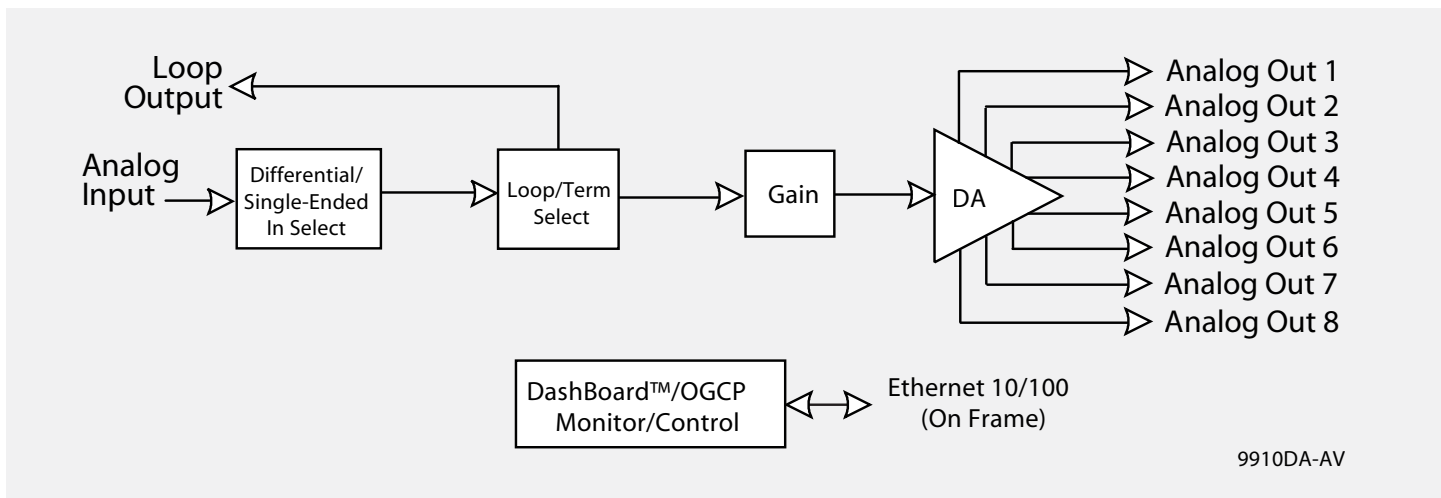 Loop
Output
Analog
Input
Differential/
Single-Ended
In Select
Loop/Term
Select
Gain
DA
Analog Out 1
Analog Out 2
Analog Out 3
Analog Out 4
Analog Out 5
Analog Out 6
Analog Out 7
Analog Out 8
DashBoard™/OGCP
Monitor/Control
Ethernet 10/100
(On Frame)
9910DA-AV